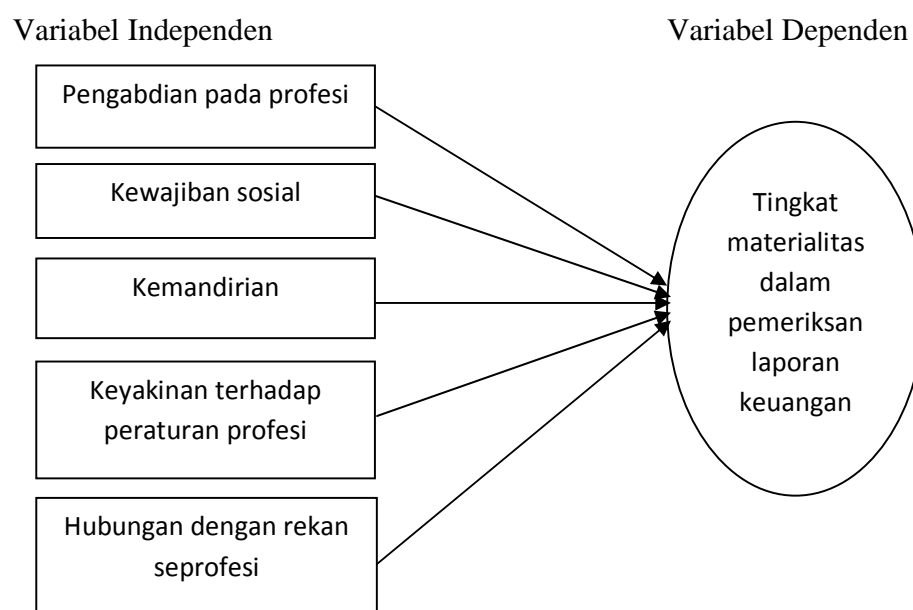 Variabel Independen
Variabel Dependen
Pengabdian pada profesi
Kewajiban sosial
Kemandirian
Keyakinan terhadap
peraturan profesi
Hubungan dengan rekan
seprofesi
Tingkat
materialitas
dalam
pemeriksan
laporan
keuangan